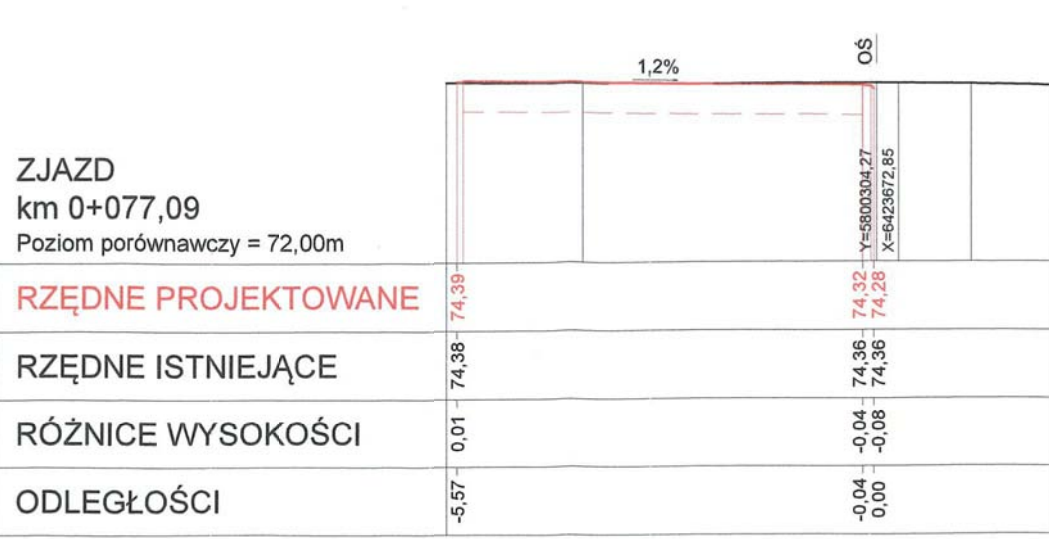 OŚ
1,2%
Y=5800304,27
X=6423672,85
ZJAZD
km 0+077,09
Poziom porównawczy = 72,00m
RZĘDNE PROJEKTOWANE 74,39 74,32 74,28
RZĘDNE ISTNIEJĄCE 74,38 74,36 74,36
RÓŻNICE WYSOKOŚCI 0,01 -0,04 -0,08
ODLEGŁOŚCI -5,57 -0,04 0,00